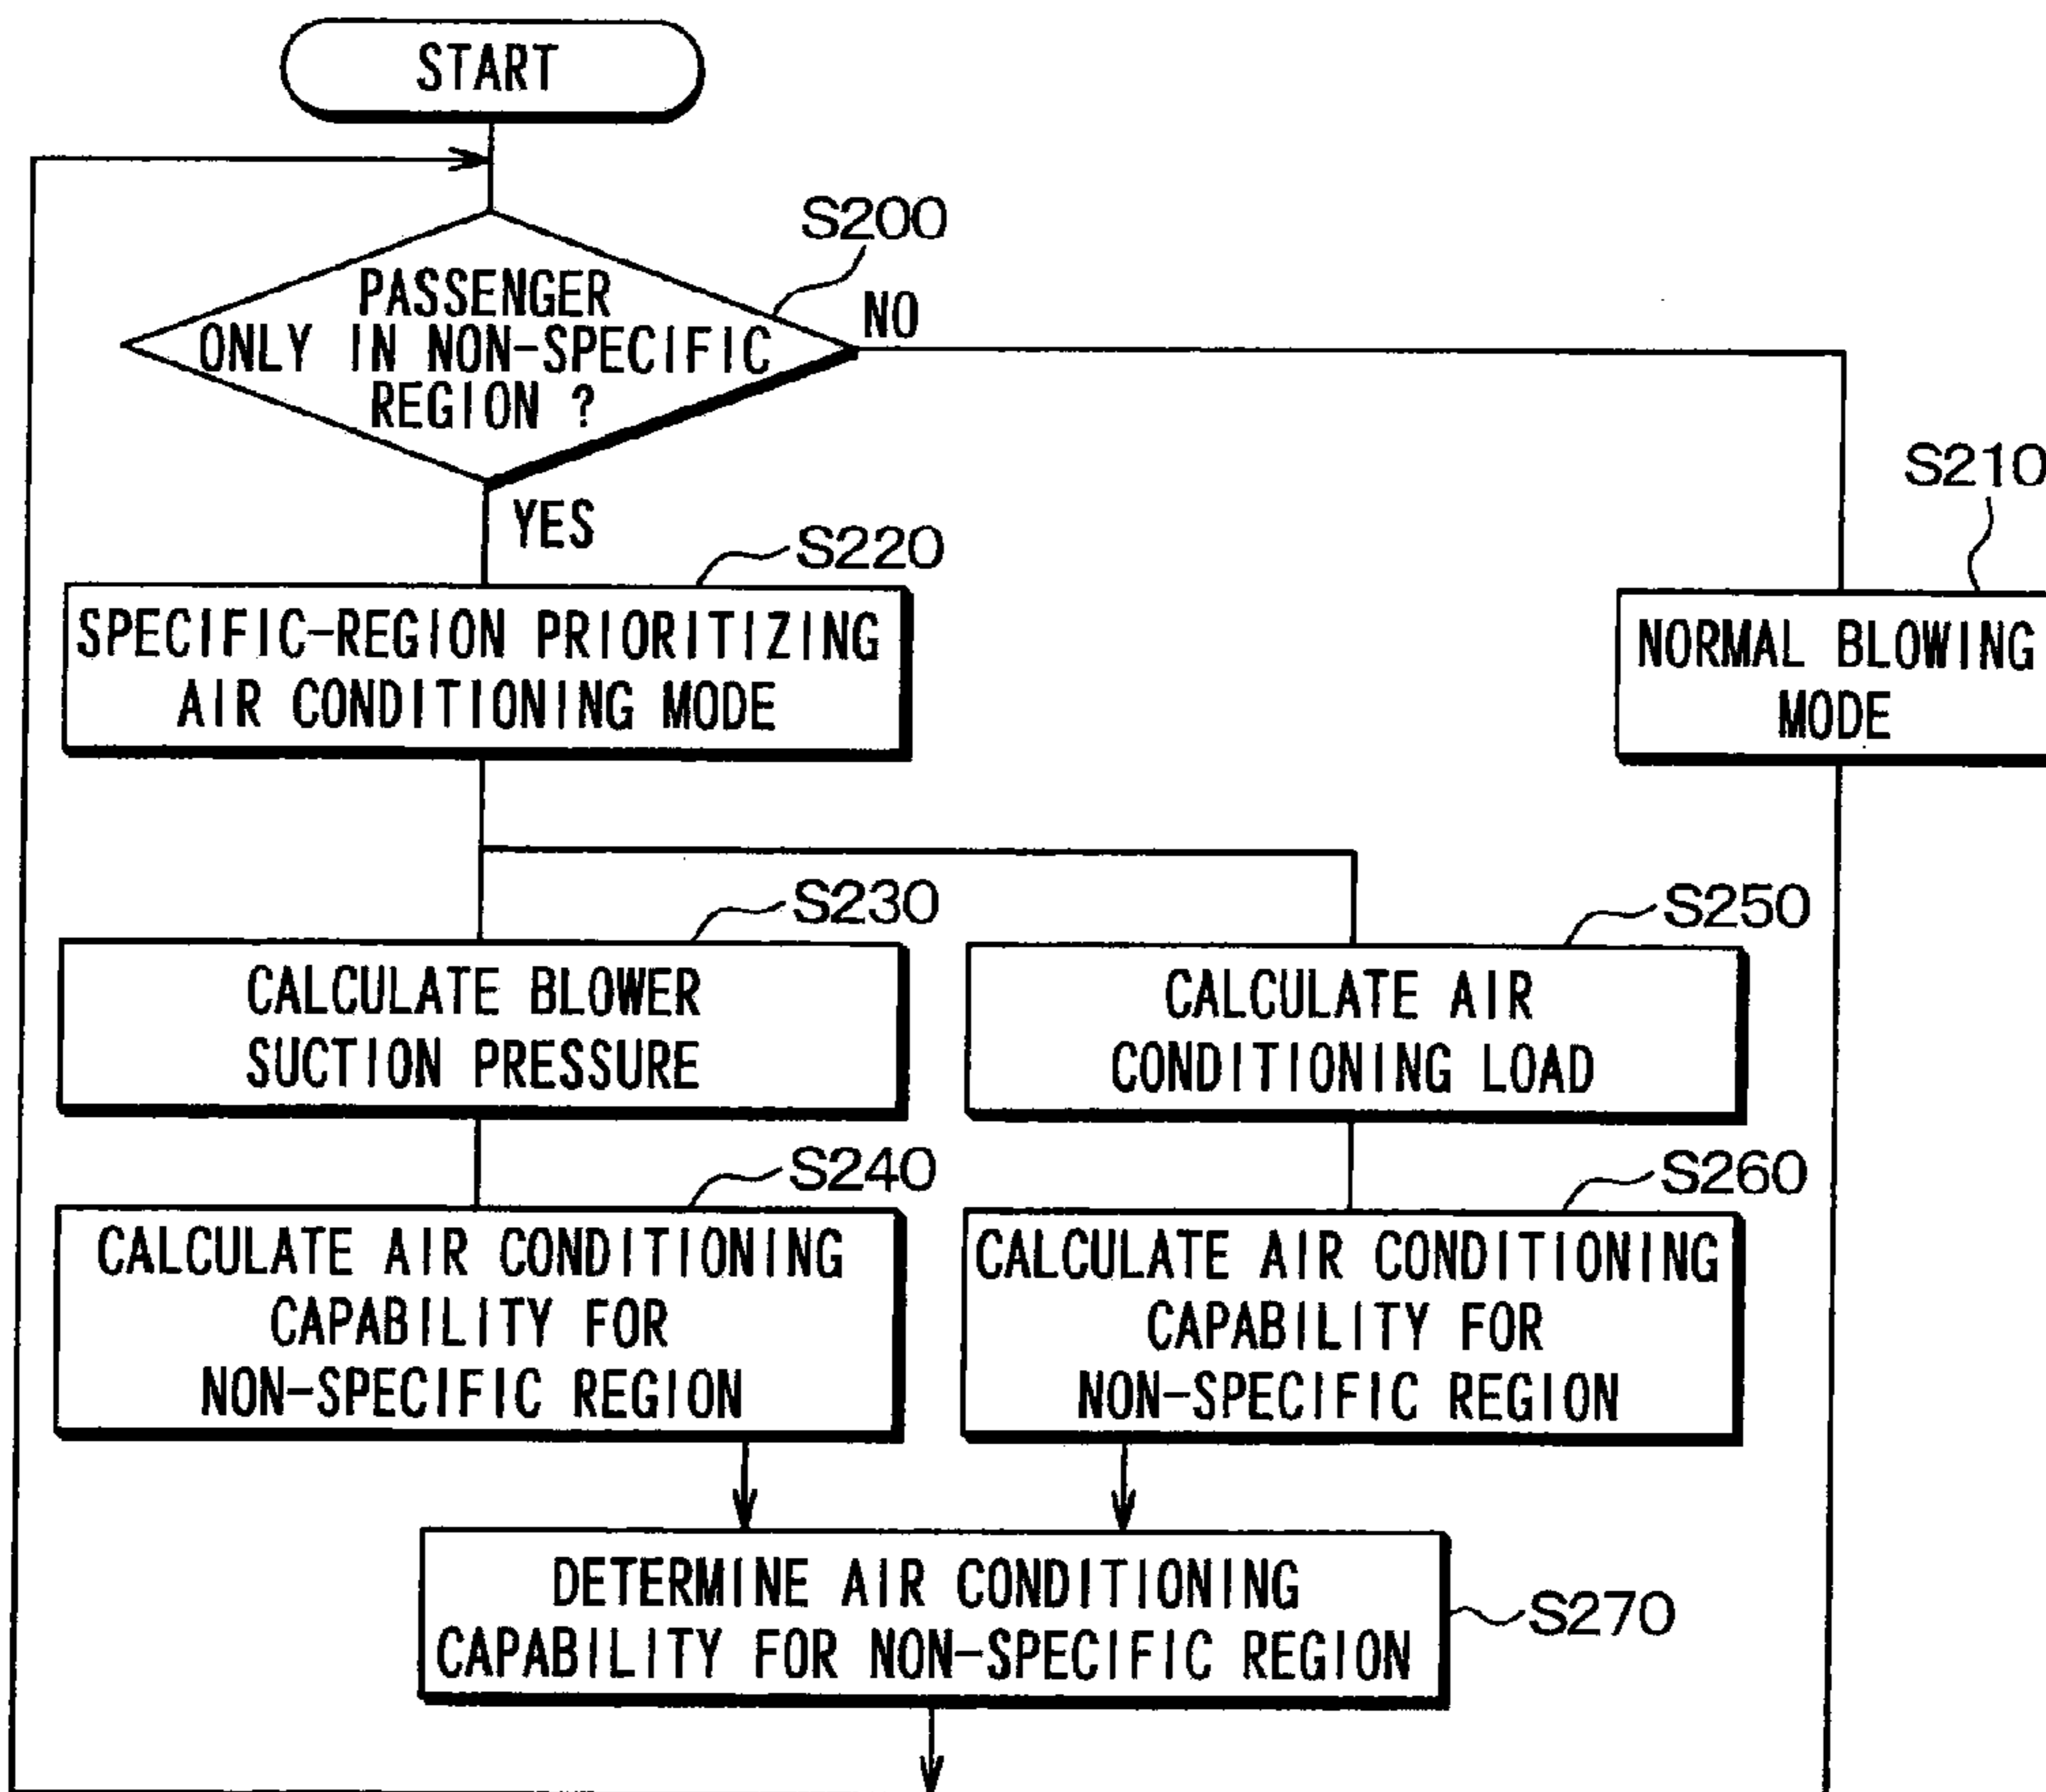 START
S200
PASSENGER
ONLY IN NON-SPECIFIC
REGION ?
NO
YES
S210
S220
SPECIFIC-REGION PRIORITIZING
AIR CONDITIONING MODE
NORMAL BLOWING
MODE
S230
CALCULATE BLOWER
SUCTION PRESSURE
S250
CALCULATE AIR
CONDITIONING LOAD
S240
CALCULATE AIR CONDITIONING
CAPABILITY FOR
NON-SPECIFIC REGION
S260
CALCULATE AIR CONDITIONING
CAPABILITY FOR
NON-SPECIFIC REGION
DETERMINE AIR CONDITIONING
CAPABILITY FOR NON-SPECIFIC REGION
S270